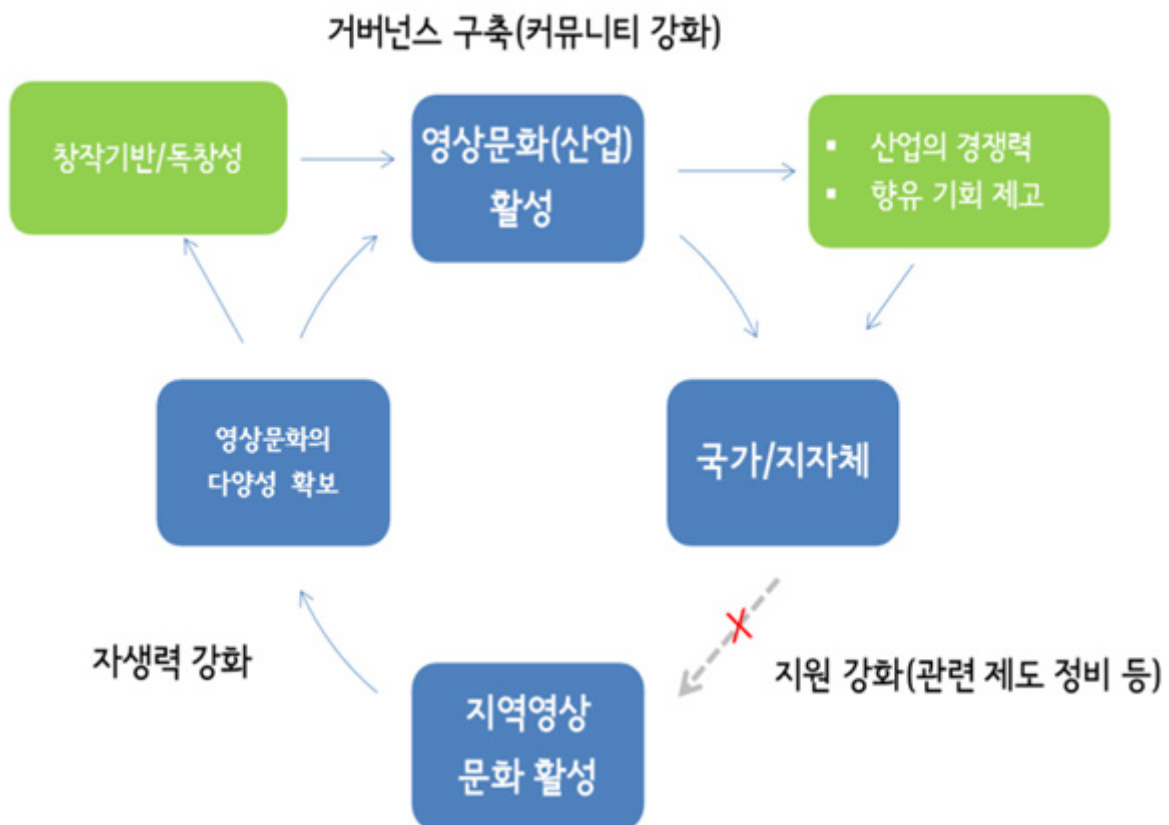 거버넌스 구축(커뮤니티 강화)
창작기반/독창성
영상문화(산업)
활성
▪ 산업의 경쟁력
▪ 향유 기회 제고
영상문화의
다양성 확보
국가/지자체
자생력 강화
지원 강화(관련 제도 정비 등)
지역영상
문화 활성